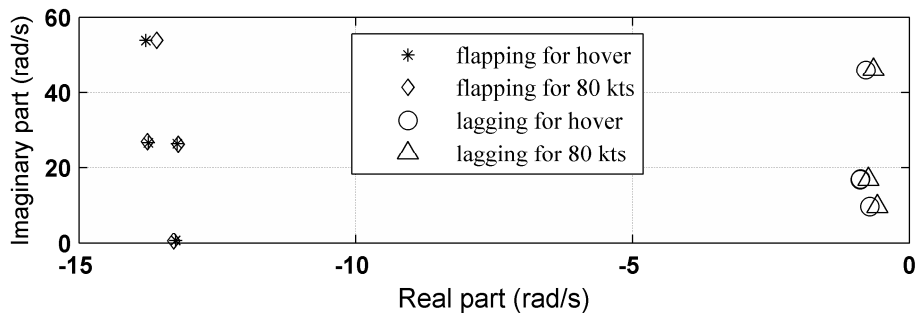 60
40
20
0
Imaginary part (rad/s)
flapping for hover
flapping for 80 kts
lagging for hover
lagging for 80 kts
-15
-10
-5
0
Real part (rad/s)